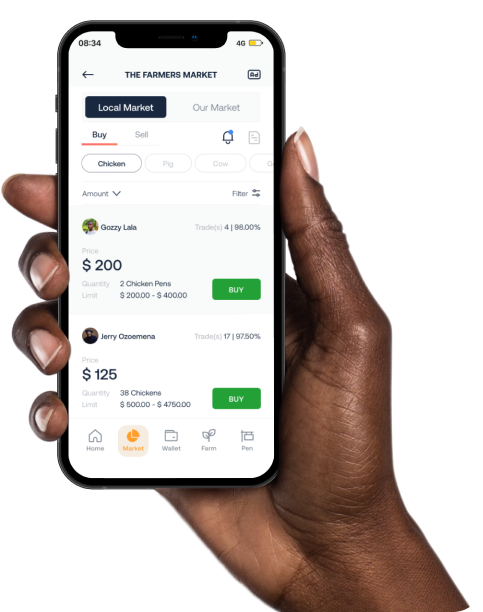 08:34
4G
THE FARMERS MARKET
Ad
Local Market
Our Market
Buy
Sell
Chicken
Pig
Cow
Amount
Filter
Gozzy Lala
Trade(s) 4 | 98.00%
Price
$ 200
Quantity 2 Chicken Pens
Limit $ 200.00 - $ 400.00
BUY
Jerry Ozoemena
Trade(s) 17 | 97.50%
Price
$ 125
Quantity 38 Chickens
Limit $ 500.00 - $ 4750.00
BUY
Home
Market
Wallet
Farm
Pen